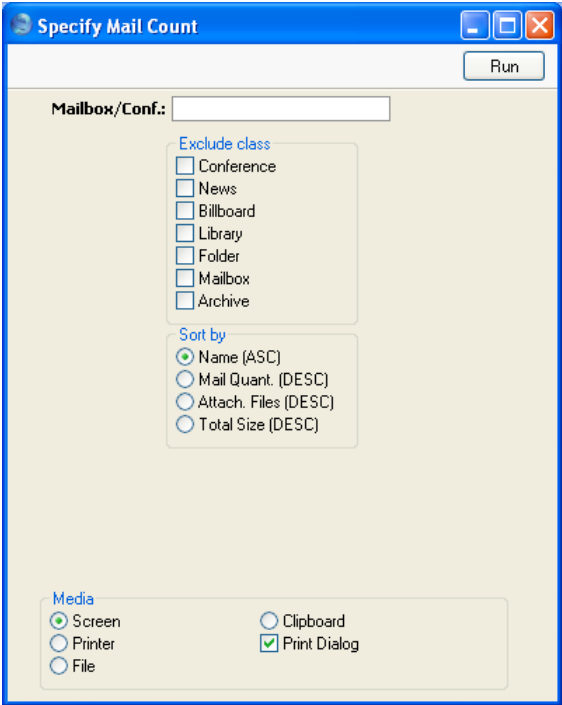 Specify Mail Count
Run
Mailbox/Conf.:
Exclude class
Conference
News
Billboard
Library
Folder
Mailbox
Archive
Sort by
Name (ASC)
Mail Quant. (DESC)
Attach. Files (DESC)
Total Size (DESC)
Media
Screen
Clipboard
Printer
Print Dialog
File